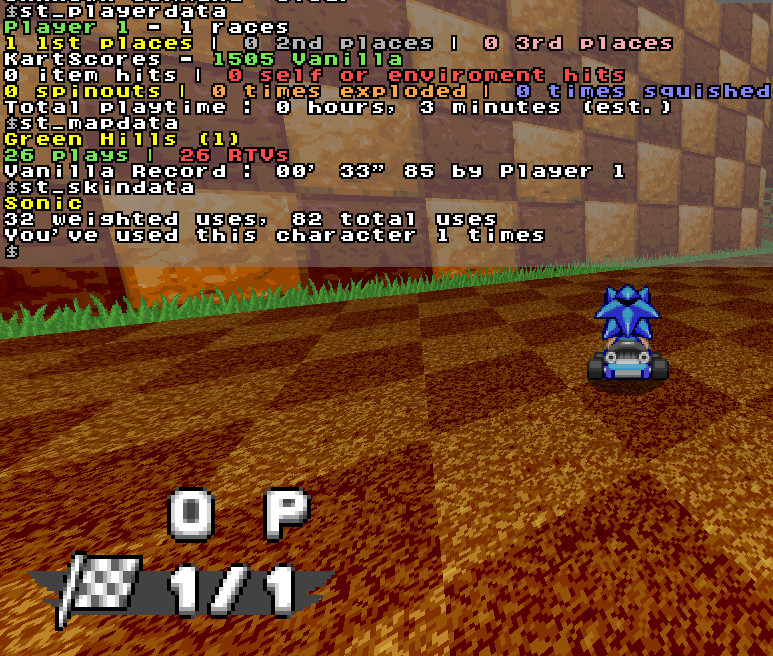 $st_playerdata
Player 1 - 1 races
1 1st places | 0 2nd places | 0 3rd places
KartScores - 1505 Vanilla
0 item hits | 0 self or enviroment hits
0 spinouts | 0 times exploded | 0 times squished
Total playtime: 0 hours, 3 minutes (est.)
$st_mapdata
Green Hills (1)
26 plays | 26 RTVs
Vanilla Record: 00' 33" 85 by Player 1
$st_skindata
Sonic
32 weighted uses, 82 total uses
You've used this character 1 times
$
0 P
1/1